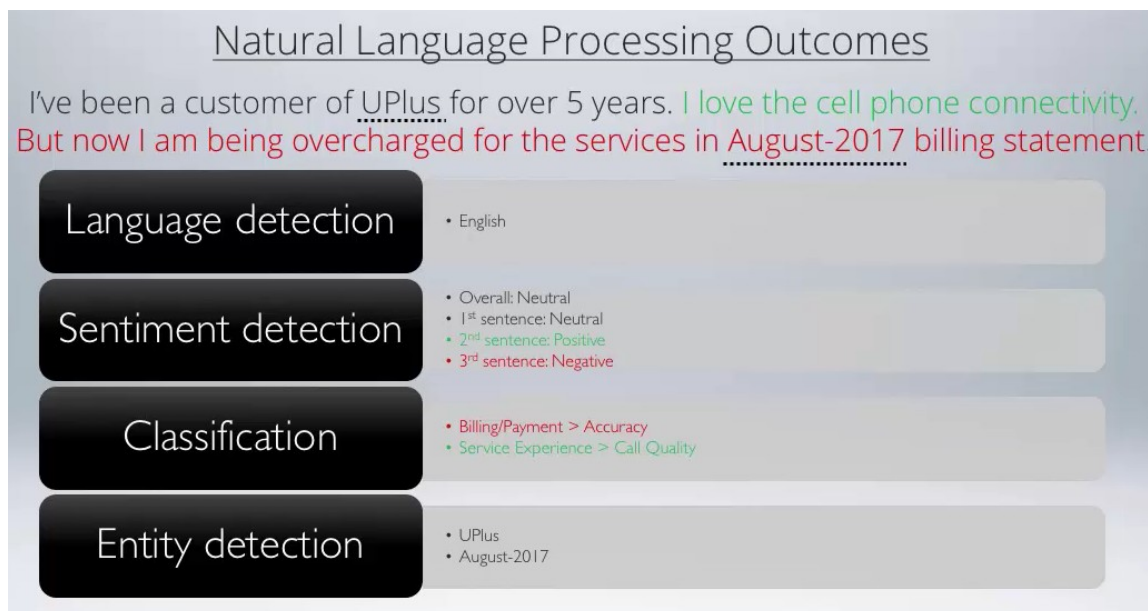 Natural Language Processing Outcomes
I've been a customer of UPlus for over 5 years. I love the cell phone connectivity.
But now I am being overcharged for the services in August-2017 billing statement
Language detection
• English
Sentiment detection
• Overall: Neutral
• 1st sentence: Neutral
• 2nd sentence: Positive
• 3rd sentence: Negative
Classification
• Billing/Payment > Accuracy
• Service Experience > Call Quality
Entity detection
• UPlus
• August-2017